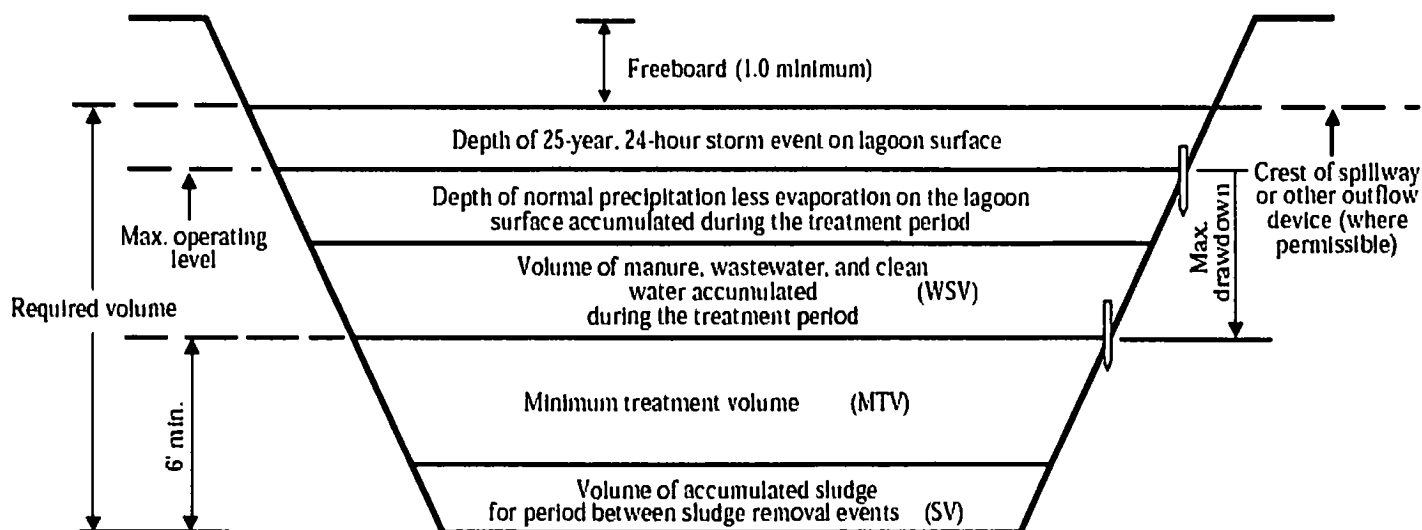 Freeboard (1.0 minimum)
Depth of 25-year, 24-hour storm event on lagoon surface
Depth of normal precipitation less evaporation on the lagoon
surface accumulated during the treatment period
Max. operating
level
Crest of spillway
or other outflow
device (where
permissible)
Max.
drawdown
Volume of manure, wastewater, and clean
water accumulated (WSV)
during the treatment period
Required volume
Minimum treatment volume (MTV)
6' min.
Volume of accumulated sludge
for period between sludge removal events (SV)